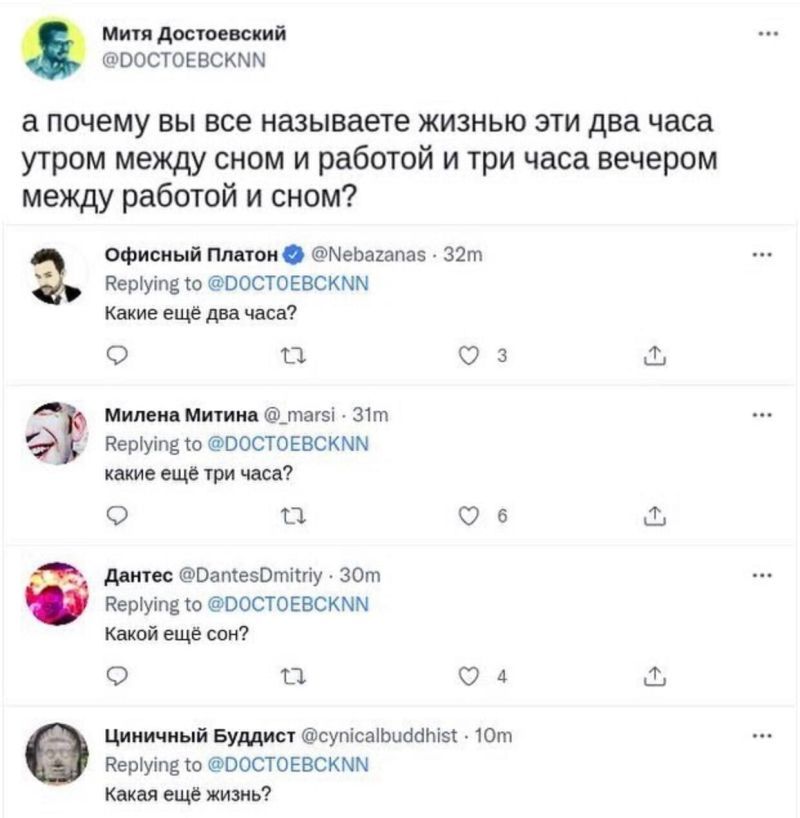 Митя Достоевский
@DOCTOEBCKNN
а почему вы все называете жизнью эти два часа
утром между сном и работой и три часа вечером
между работой и сном?
Офисный Платон @Nebazanas · 32m
Replying to @DOCTOEBCKNN
Какие ещё два часа?
3
Милена Митина @_marsi · 31m
Replying to @DOCTOEBCKNN
какие ещё три часа?
6
Дантес @DantesDmitriy · 30m
Replying to @DOCTOEBCKNN
Какой ещё сон?
4
Циничный Буддист @cynicalbuddhist · 10m
Replying to @DOCTOEBCKNN
Какая ещё жизнь?